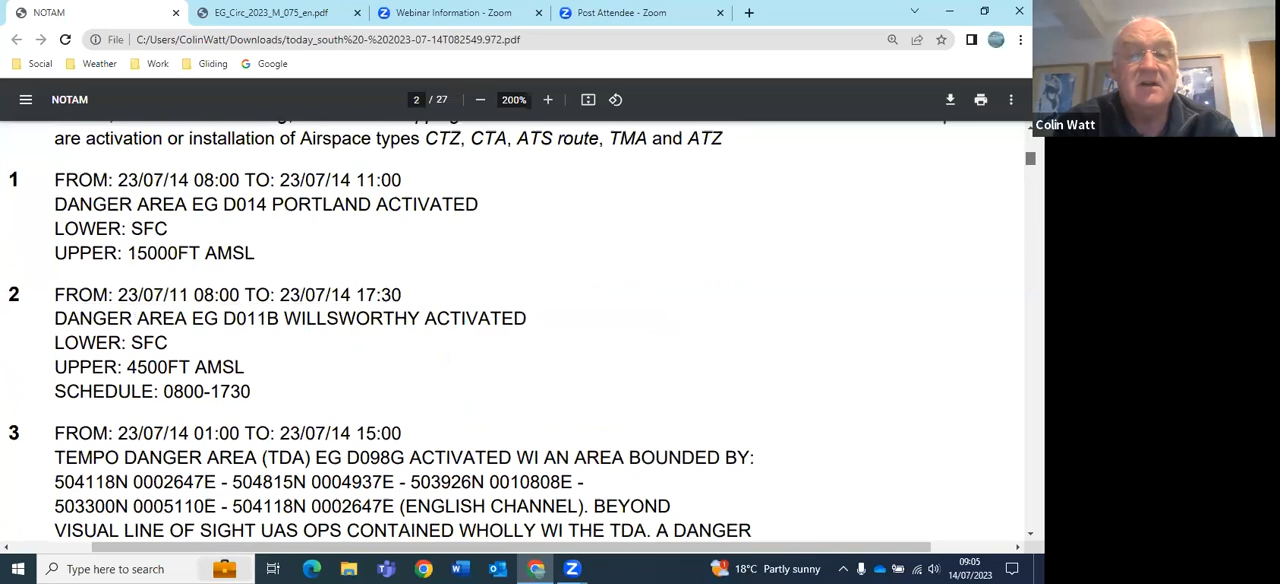 NOTAM
EG_Circ_2023_M_075_en.pdf
Webinar Information - Zoom
Post Attendee - Zoom
File C:/Users/ColinWatt/Downloads/today_south%20-%202023-07-14T082549.972.pdf
Social
Weather
Work
Gliding
Google
NOTAM
2 / 27
200%
Colin Watt
are activation or installation of Airspace types CTZ, CTA, ATS route, TMA and ATZ
1 FROM: 23/07/14 08:00 TO: 23/07/14 11:00
DANGER AREA EG D014 PORTLAND ACTIVATED
LOWER: SFC
UPPER: 15000FT AMSL
2 FROM: 23/07/11 08:00 TO: 23/07/14 17:30
DANGER AREA EG D011B WILLSWORTHY ACTIVATED
LOWER: SFC
UPPER: 4500FT AMSL
SCHEDULE: 0800-1730
3 FROM: 23/07/14 01:00 TO: 23/07/14 15:00
TEMPO DANGER AREA (TDA) EG D098G ACTIVATED WI AN AREA BOUNDED BY:
504118N 0002647E - 504815N 0004937E - 503926N 0010808E -
503300N 0005110E - 504118N 0002647E (ENGLISH CHANNEL). BEYOND
VISUAL LINE OF SIGHT UAS OPS CONTAINED WHOLLY WI THE TDA. A DANGER
Type here to search
18°C Partly sunny
09:05
14/07/2023